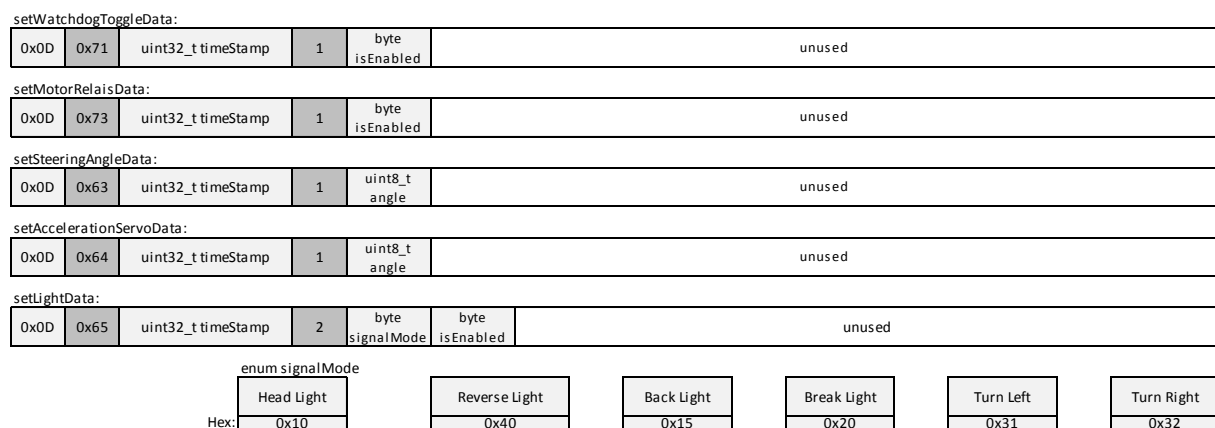 setWatchdogToggleData:
0x0D 0x71 uint32_t timeStamp 1 byte isEnabled unused
setMotorRelaisData:
0x0D 0x73 uint32_t timeStamp 1 byte isEnabled unused
setSteeringAngleData:
0x0D 0x63 uint32_t timeStamp 1 uint8_t angle unused
setAccelerationServoData:
0x0D 0x64 uint32_t timeStamp 1 uint8_t angle unused
setLightData:
0x0D 0x65 uint32_t timeStamp 2 byte signalMode byte isEnabled unused
enum signalMode
Head Light Reverse Light Back Light Break Light Turn Left Turn Right
Hex: 0x10 0x40 0x15 0x20 0x31 0x32